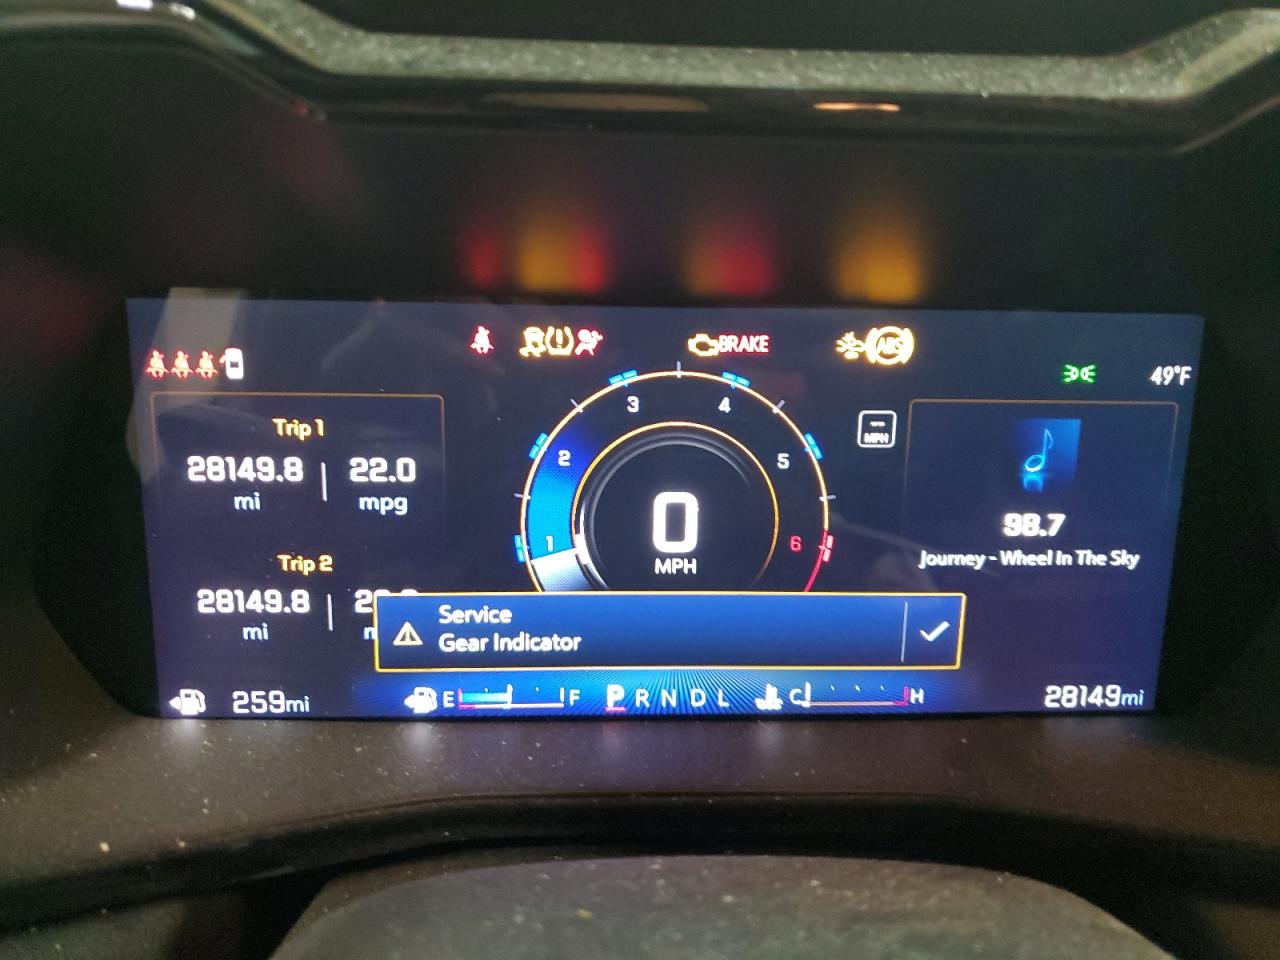 BRAKE
ABS
49°F
Trip 1
28149.8 mi
22.0 mpg
1 2 3 4 5 6
0
MPH
-- MPH
98.7
Journey - Wheel In The Sky
Trip 2
28149.8 mi
Service
Gear Indicator
259mi
E F
P R N D L
C H
28149mi